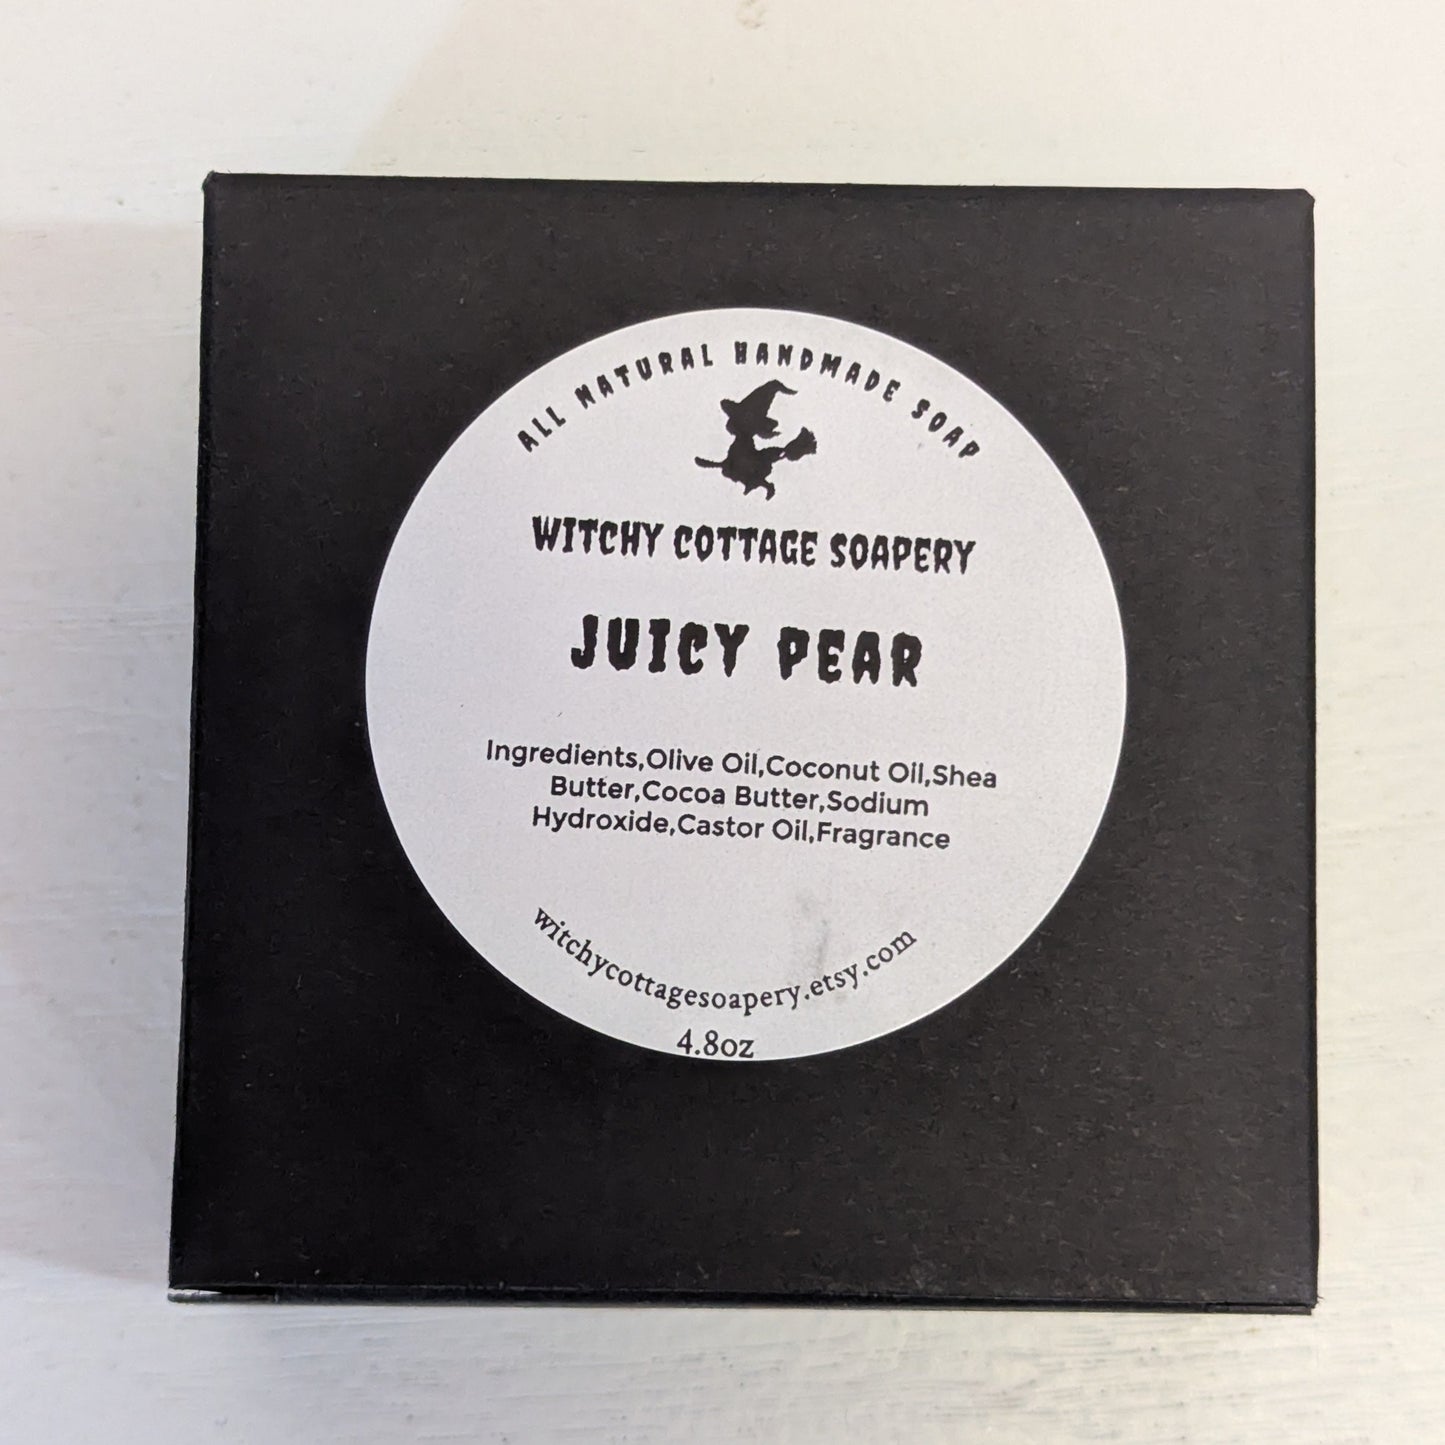 ALL NATURAL HANDMADE SOAP
WITCHY COTTAGE SOAPERY
JUICY PEAR
Ingredients,Olive Oil,Coconut Oil,Shea
Butter,Cocoa Butter,Sodium
Hydroxide,Castor Oil,Fragrance
witchycottagesoapery.etsy.com
4.8oz